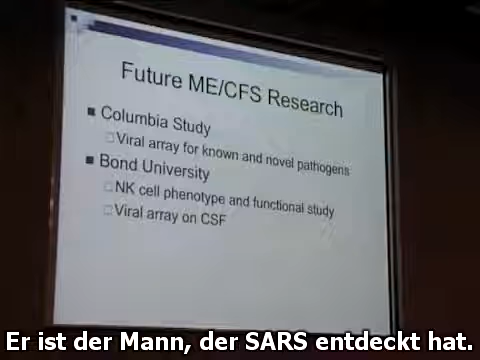 Future ME/CFS Research
Columbia Study
Viral array for known and novel pathogens
Bond University
NK cell phenotype and functional study
Viral array on CSF
Er ist der Mann, der SARS entdeckt hat.